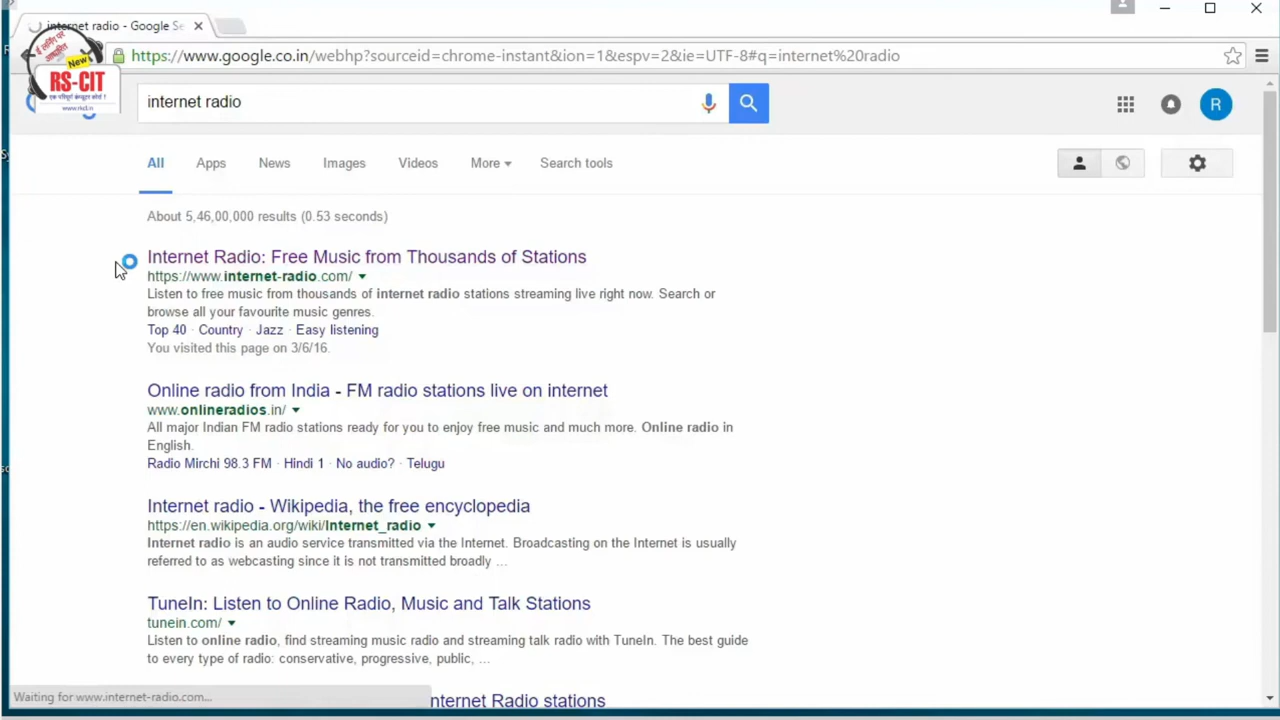 internet radio - Google Se
https://www.google.co.in/webhp?sourceid=chrome-instant&ion=1&espv=2&ie=UTF-8#q=internet%20radio
ई लर्निंग पर
आधारित
New
RS-CIT
एक परिपूर्ण कंप्यूटर कोर्स !
www.rkcl.in
internet radio
R
All Apps News Images Videos More Search tools
About 5,46,00,000 results (0.53 seconds)
Internet Radio: Free Music from Thousands of Stations
https://www.internet-radio.com/
Listen to free music from thousands of internet radio stations streaming live right now. Search or
browse all your favourite music genres.
Top 40 · Country · Jazz · Easy listening
You visited this page on 3/6/16.
Online radio from India - FM radio stations live on internet
www.onlineradios.in/
All major Indian FM radio stations ready for you to enjoy free music and much more. Online radio in
English.
Radio Mirchi 98.3 FM · Hindi 1 · No audio? · Telugu
Internet radio - Wikipedia, the free encyclopedia
https://en.wikipedia.org/wiki/Internet_radio
Internet radio is an audio service transmitted via the Internet. Broadcasting on the Internet is usually
referred to as webcasting since it is not transmitted broadly ...
TuneIn: Listen to Online Radio, Music and Talk Stations
tunein.com/
Listen to online radio, find streaming music radio and streaming talk radio with TuneIn. The best guide
to every type of radio: conservative, progressive, public, ...
Waiting for www.internet-radio.com...
nternet Radio stations